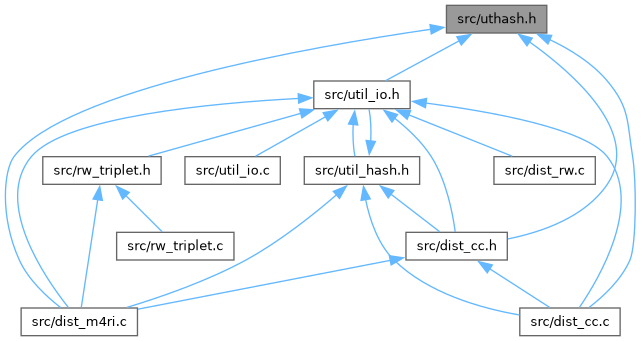 src/uthash.h
src/util_io.h
src/rw_triplet.h
src/util_io.c
src/util_hash.h
src/dist_rw.c
src/rw_triplet.c
src/dist_cc.h
src/dist_m4ri.c
src/dist_cc.c